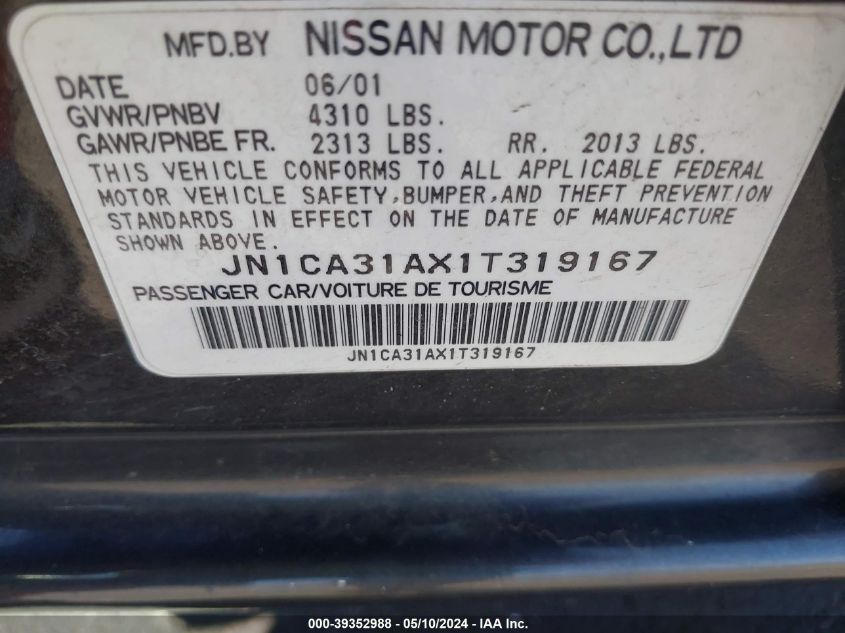 MFD.BY NISSAN MOTOR CO.,LTD
DATE 06/01
GVWR/PNBV 4310 LBS.
GAWR/PNBE FR. 2313 LBS. RR. 2013 LBS.
THIS VEHICLE CONFORMS TO ALL APPLICABLE FEDERAL
MOTOR VEHICLE SAFETY,BUMPER,AND THEFT PREVENTION
STANDARDS IN EFFECT ON THE DATE OF MANUFACTURE
SHOWN ABOVE.
JN1CA31AX1T319167
PASSENGER CAR/VOITURE DE TOURISME
JN1CA31AX1T319167
000-39352988 - 05/10/2024 - IAA Inc.